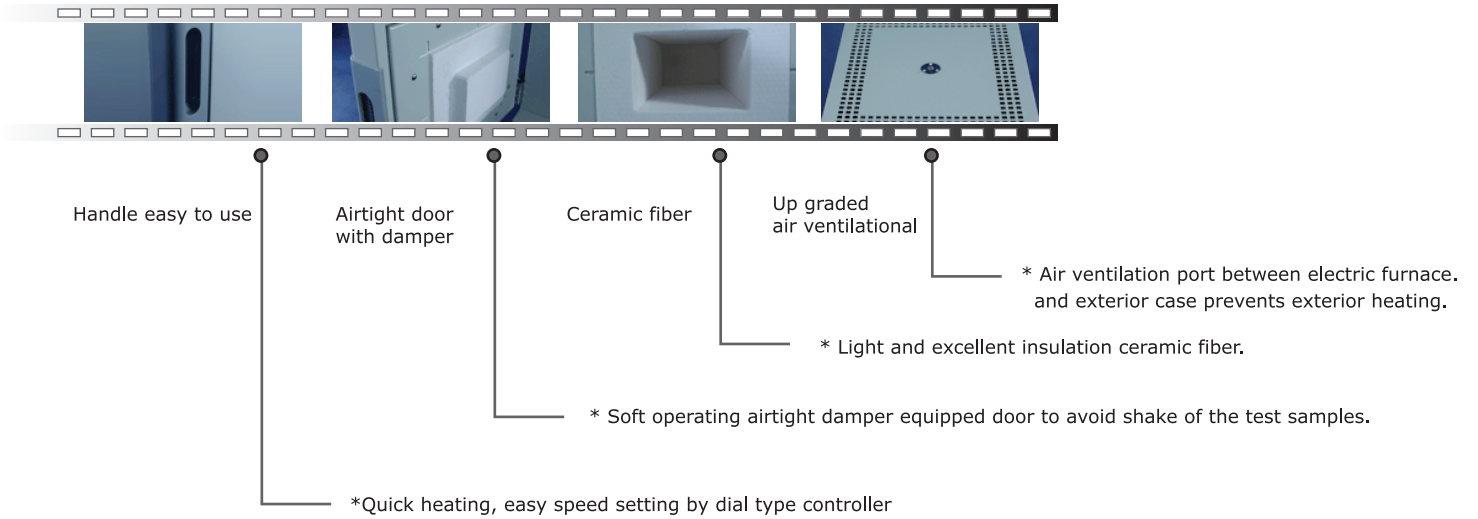 Handle easy to use
Airtight door
with damper
Ceramic fiber
Up graded
air ventilational
* Air ventilation port between electric furnace.
and exterior case prevents exterior heating.
* Light and excellent insulation ceramic fiber.
* Soft operating airtight damper equipped door to avoid shake of the test samples.
*Quick heating, easy speed setting by dial type controller